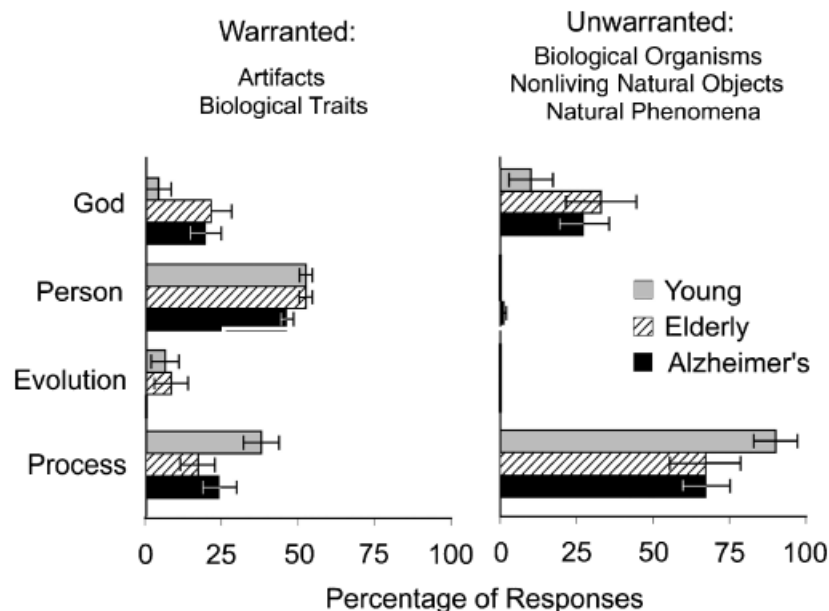 Warranted:
Artifacts
Biological Traits
Unwarranted:
Biological Organisms
Nonliving Natural Objects
Natural Phenomena
God
Person
Evolution
Process
Young
Elderly
Alzheimer's
0 25 50 75 100
0 25 50 75 100
Percentage of Responses